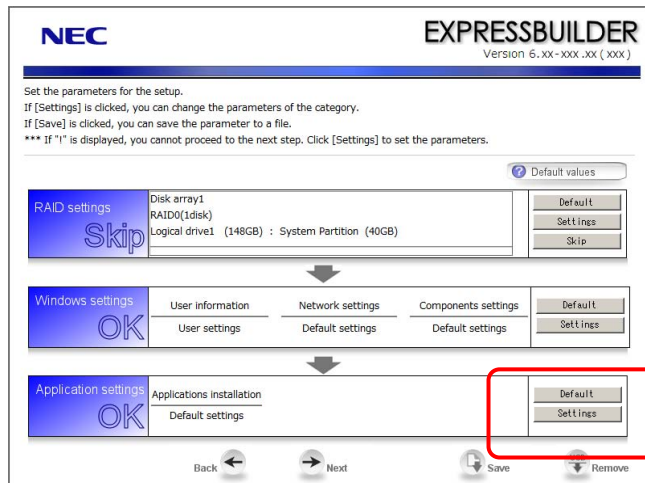 NEC
EXPRESSBUILDER
Version 6.xx-xxx.xx (xxx)
Set the parameters for the setup.
If [Settings] is clicked, you can change the parameters of the category.
If [Save] is clicked, you can save the parameter to a file.
*** If "!" is displayed, you cannot proceed to the next step. Click [Settings] to set the parameters.
? Default values
RAID settings
Skip
Disk array1
RAID0(1disk)
Logical drive1 (148GB) : System Partition (40GB)
Default
Settings
Skip
Windows settings
OK
User information Network settings Components settings
User settings Default settings Default settings
Default
Settings
Application settings
OK
Applications installation
Default settings
Default
Settings
Back Next Save Remove